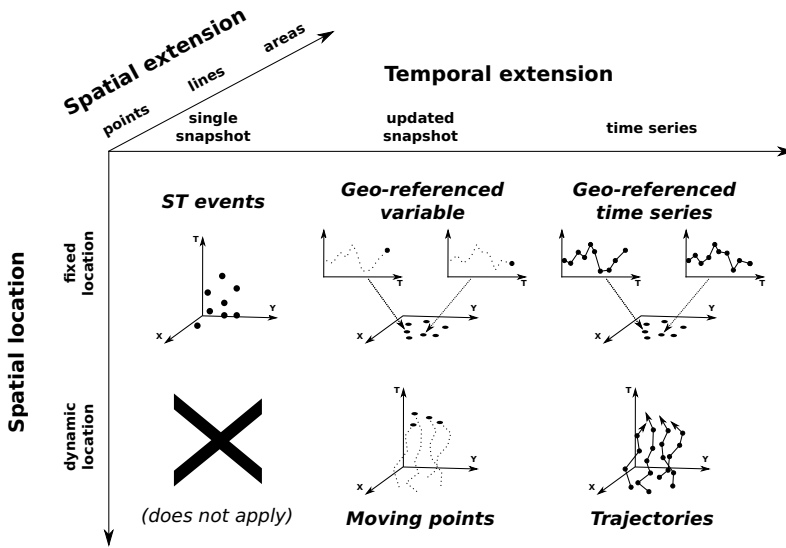 Spatial extension
points
lines
areas
Temporal extension
single
snapshot
updated
snapshot
time series
Spatial location
fixed
location
ST events
T
Y
X
Geo-referenced
variable
T
T
Y
X
Geo-referenced
time series
T
T
Y
X
dynamic
location
(does not apply)
T
Y
X
Moving points
T
Y
X
Trajectories